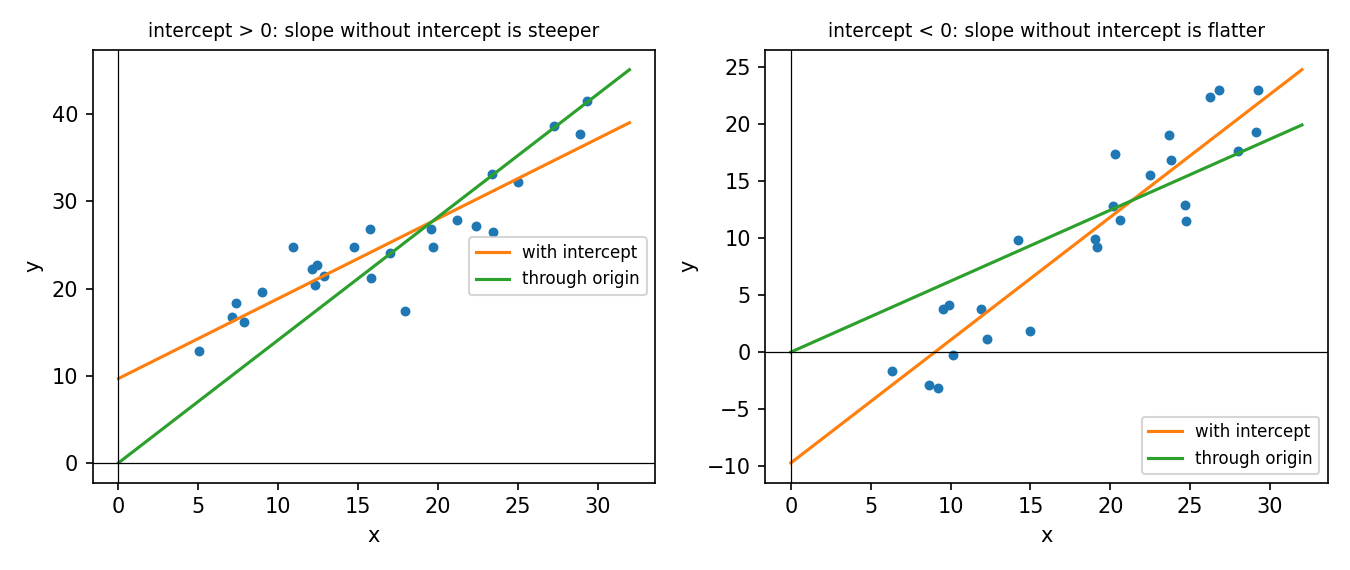 intercept > 0: slope without intercept is steeper
40
30
20
10
0
y
with intercept
through origin
0 5 10 15 20 25 30
x
intercept < 0: slope without intercept is flatter
25
20
15
10
5
0
−5
−10
y
with intercept
through origin
0 5 10 15 20 25 30
x